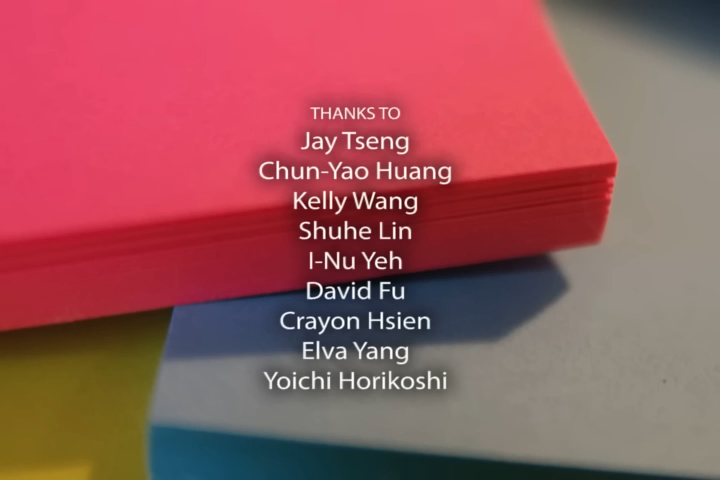 THANKS TO
Jay Tseng
Chun-Yao Huang
Kelly Wang
Shuhe Lin
I-Nu Yeh
David Fu
Crayon Hsien
Elva Yang
Yoichi Horikoshi